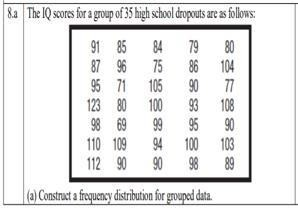 8.a The IQ scores for a group of 35 high school dropouts are as follows:
91 85 84 79 80
87 96 75 86 104
95 71 105 90 77
123 80 100 93 108
98 69 99 95 90
110 109 94 100 103
112 90 90 98 89
(a) Construct a frequency distribution for grouped data.